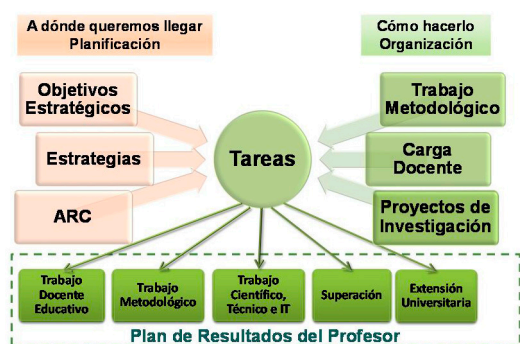 A dónde queremos llegar
Planificación
Cómo hacerlo
Organización
Objetivos
Estratégicos
Estrategias
ARC
Tareas
Trabajo
Metodológico
Carga
Docente
Proyectos de
Investigación
Trabajo
Docente
Educativo
Trabajo
Metodológico
Trabajo
Científico,
Técnico e IT
Superación
Extensión
Universitaria
Plan de Resultados del Profesor